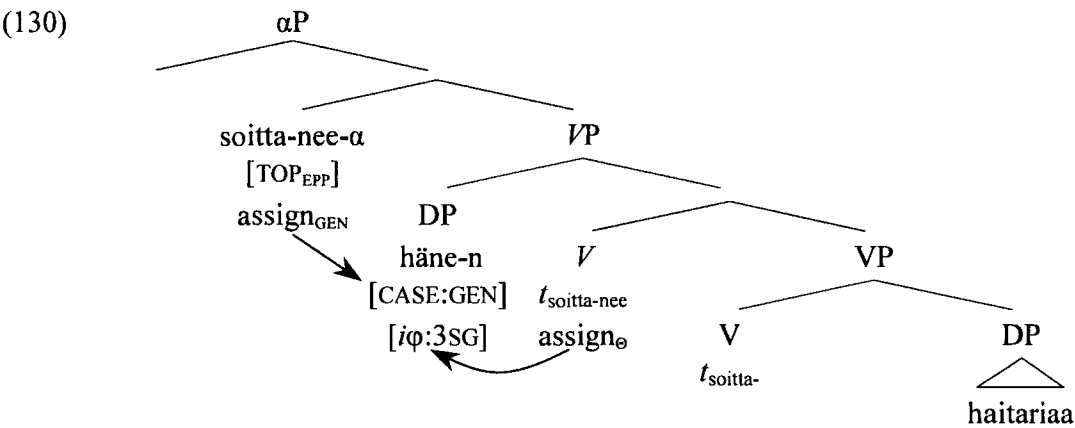 (130) αP
soitta-nee-α VP
[TOP_EPP]
assign_GEN DP
häne-n V VP
[CASE:GEN] t_soitta-nee
[iφ:3SG] assign_Θ V DP
t_soitta-
haitariaa